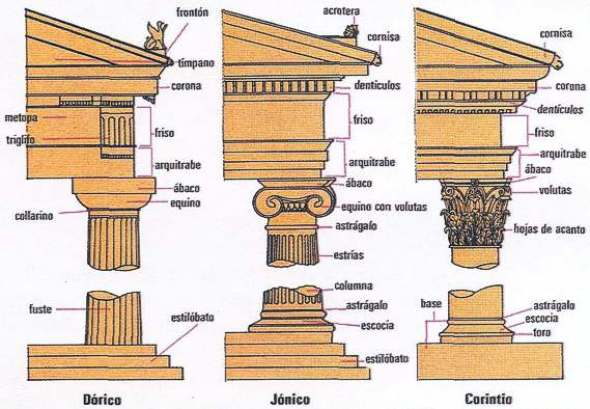 frontón
tímpano
corona
metopa
friso
triglifo
arquitrabe
ábaco
equino
collarino
fuste
estilóbato
Dórico
acrotera
cornisa
dentículos
friso
arquitrabe
ábaco
equino con volutas
astrágalo
estrías
columna
astrágalo
escocia
estilóbato
Jónico
cornisa
corona
dentículos
friso
arquitrabe
ábaco
volutas
hojas de acanto
base
astrágalo
escocia
toro
Corintio